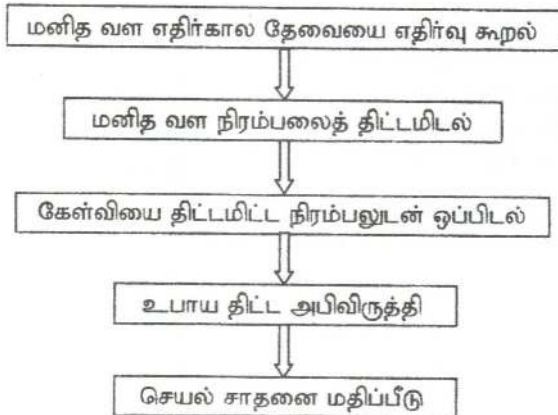 மனித வள எதிர்கால தேவையை எதிர்வு கூறல்
மனித வள நிரம்பலைத் திட்டமிடல்
கேள்வியை திட்டமிட்ட நிரம்பலுடன் ஒப்பிடல்
உபாய திட்ட அபிவிருத்தி
செயல் சாதனை மதிப்பீடு